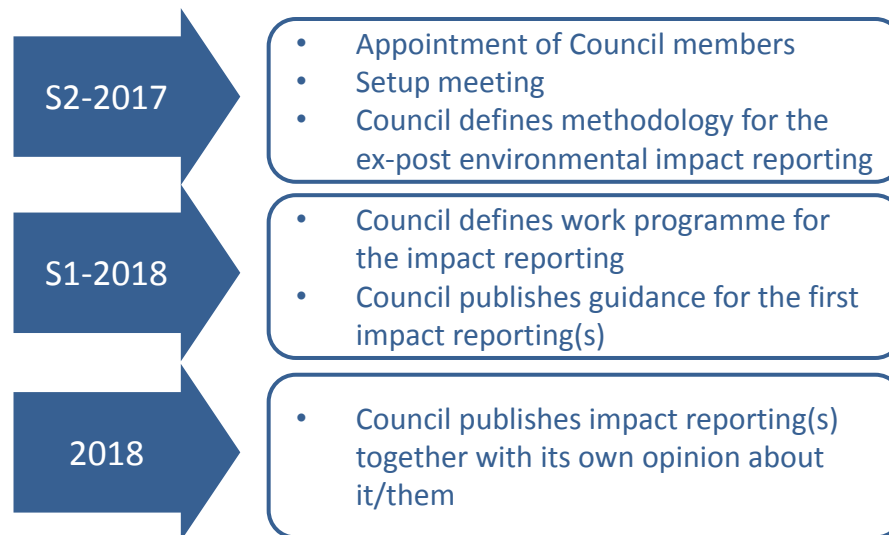 S2-2017
• Appointment of Council members
• Setup meeting
• Council defines methodology for the
ex-post environmental impact reporting
S1-2018
• Council defines work programme for
the impact reporting
• Council publishes guidance for the first
impact reporting(s)
2018
• Council publishes impact reporting(s)
together with its own opinion about
it/them